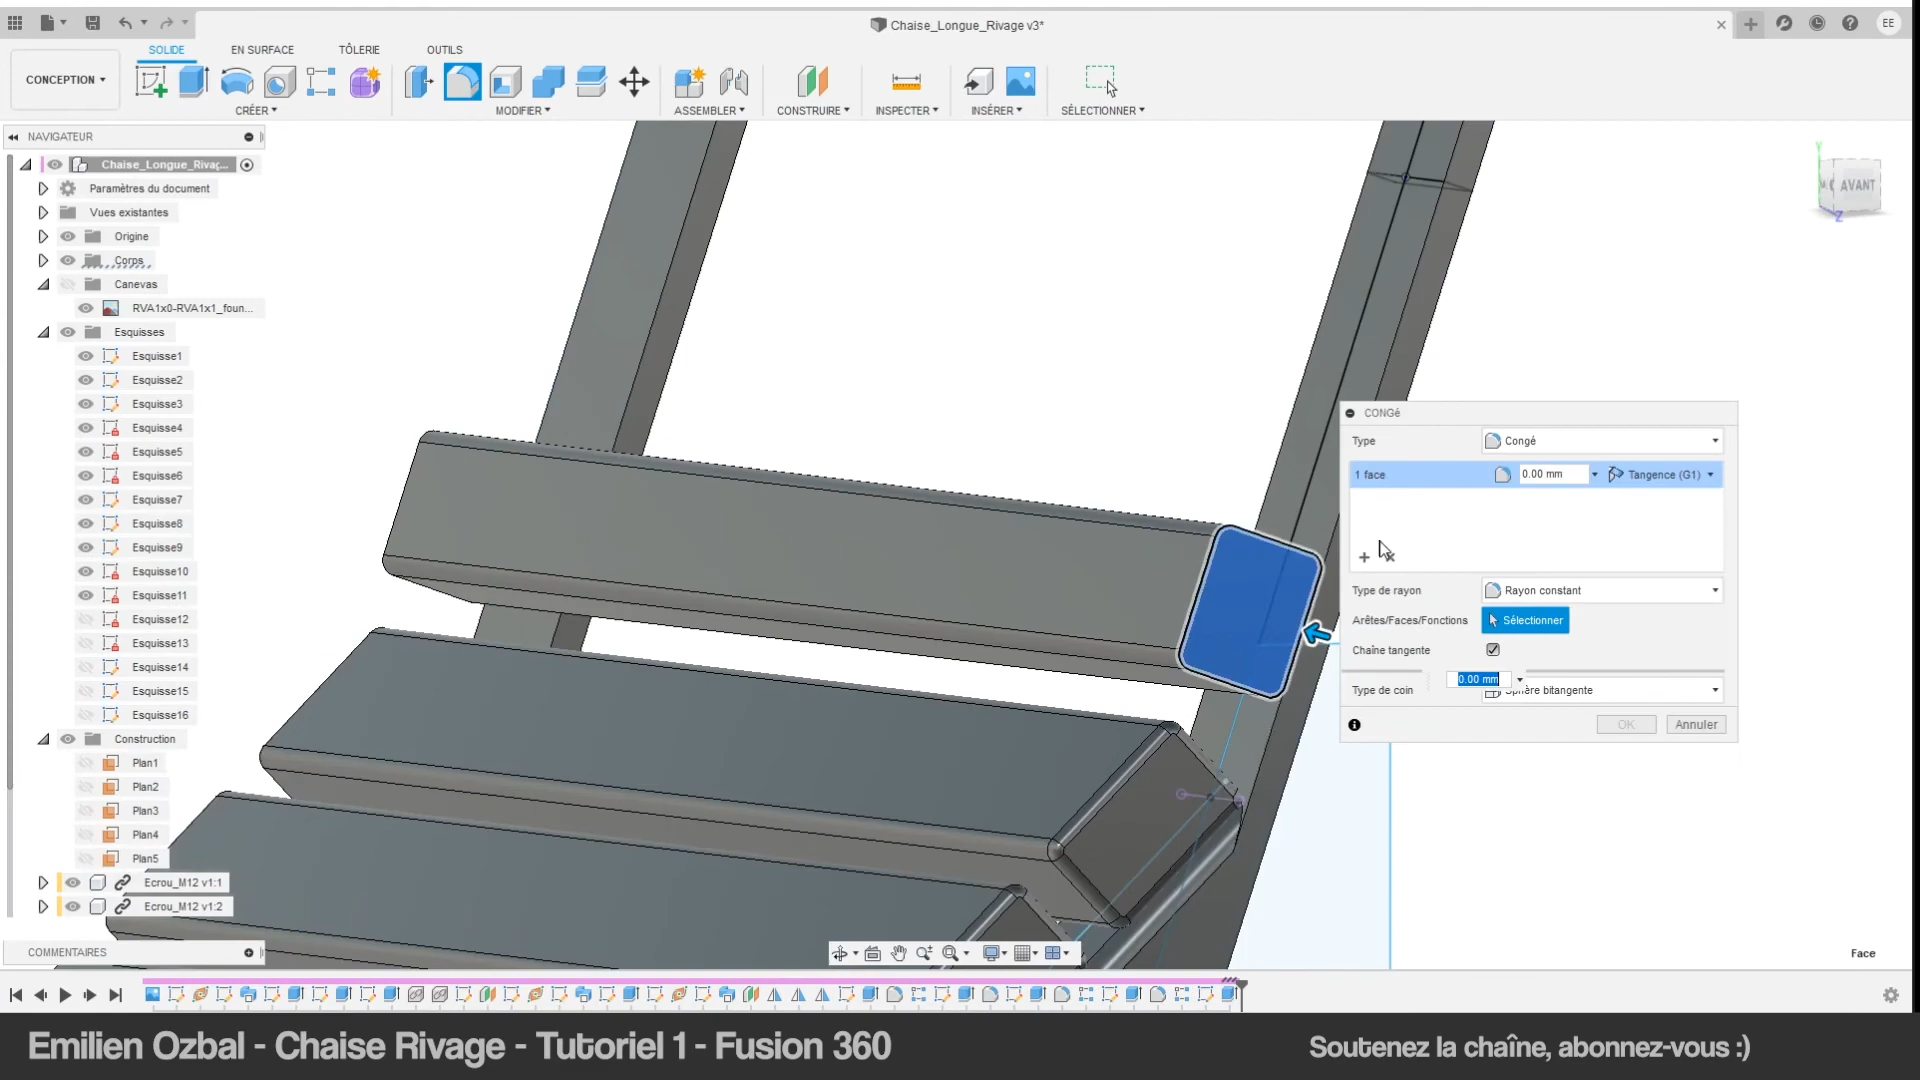 Chaise_Longue_Rivage v3*
EE
CONCEPTION
SOLIDE
EN SURFACE
TÔLERIE
OUTILS
CRÉER
MODIFIER
ASSEMBLER
CONSTRUIRE
INSPECTER
INSÉRER
SÉLECTIONNER
NAVIGATEUR
Chaise_Longue_Rivag...
Paramètres du document
Vues existantes
Origine
Corps
Canevas
RVA1x0-RVA1x1_foun...
Esquisses
Esquisse1
Esquisse2
Esquisse3
Esquisse4
Esquisse5
Esquisse6
Esquisse7
Esquisse8
Esquisse9
Esquisse10
Esquisse11
Esquisse12
Esquisse13
Esquisse14
Esquisse15
Esquisse16
Construction
Plan1
Plan2
Plan3
Plan4
Plan5
Ecrou_M12 v1:1
Ecrou_M12 v1:2
COMMENTAIRES
Y
AVANT
Z
CONGé
Type
Congé
1 face
0.00 mm
Tangence (G1)
Type de rayon
Rayon constant
Arêtes/Faces/Fonctions
Sélectionner
Chaîne tangente
0.00 mm
Type de coin
Sphère bitangente
OK
Annuler
Face
Emilien Ozbal - Chaise Rivage - Tutoriel 1 - Fusion 360
Soutenez la chaîne, abonnez-vous :)